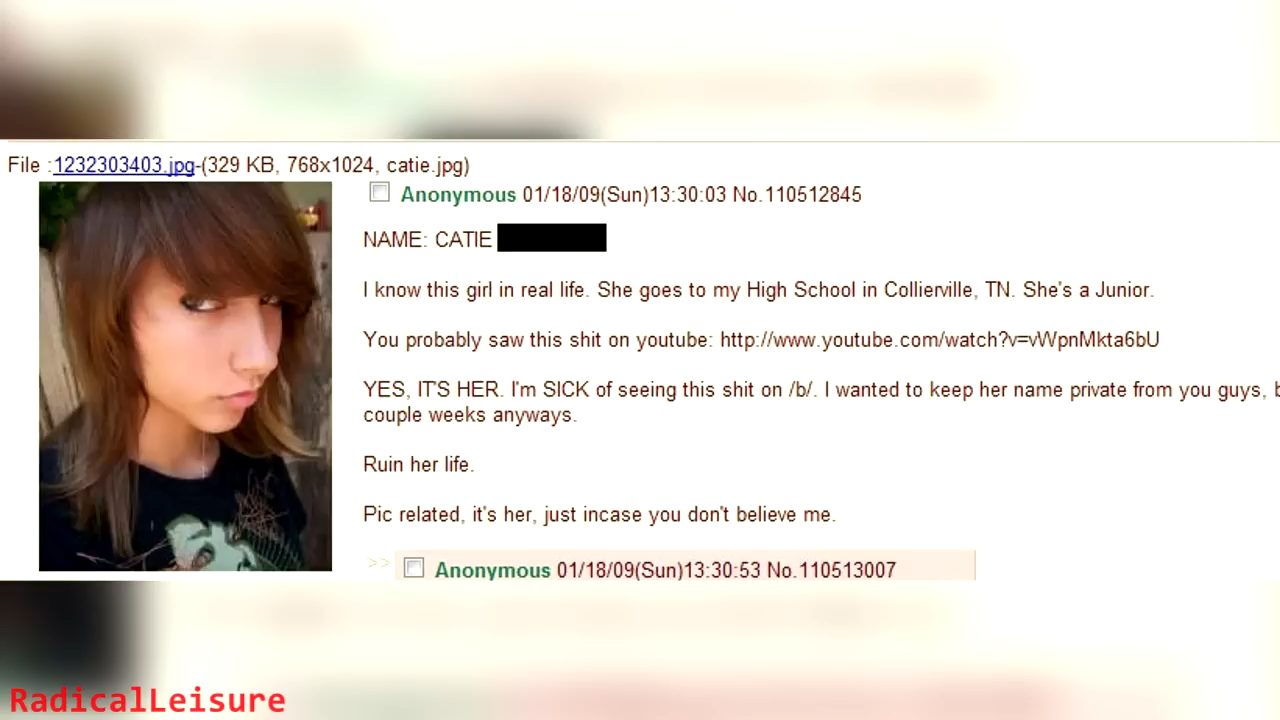 File :1232303403.jpg-(329 KB, 768x1024, catie.jpg)
Anonymous 01/18/09(Sun)13:30:03 No.110512845
NAME: CATIE
I know this girl in real life. She goes to my High School in Collierville, TN. She's a Junior.
You probably saw this shit on youtube: http://www.youtube.com/watch?v=vWpnMkta6bU
YES, IT'S HER. I'm SICK of seeing this shit on /b/. I wanted to keep her name private from you guys,
couple weeks anyways.
Ruin her life.
Pic related, it's her, just incase you don't believe me.
>> Anonymous 01/18/09(Sun)13:30:53 No.110513007
RadicalLeisure